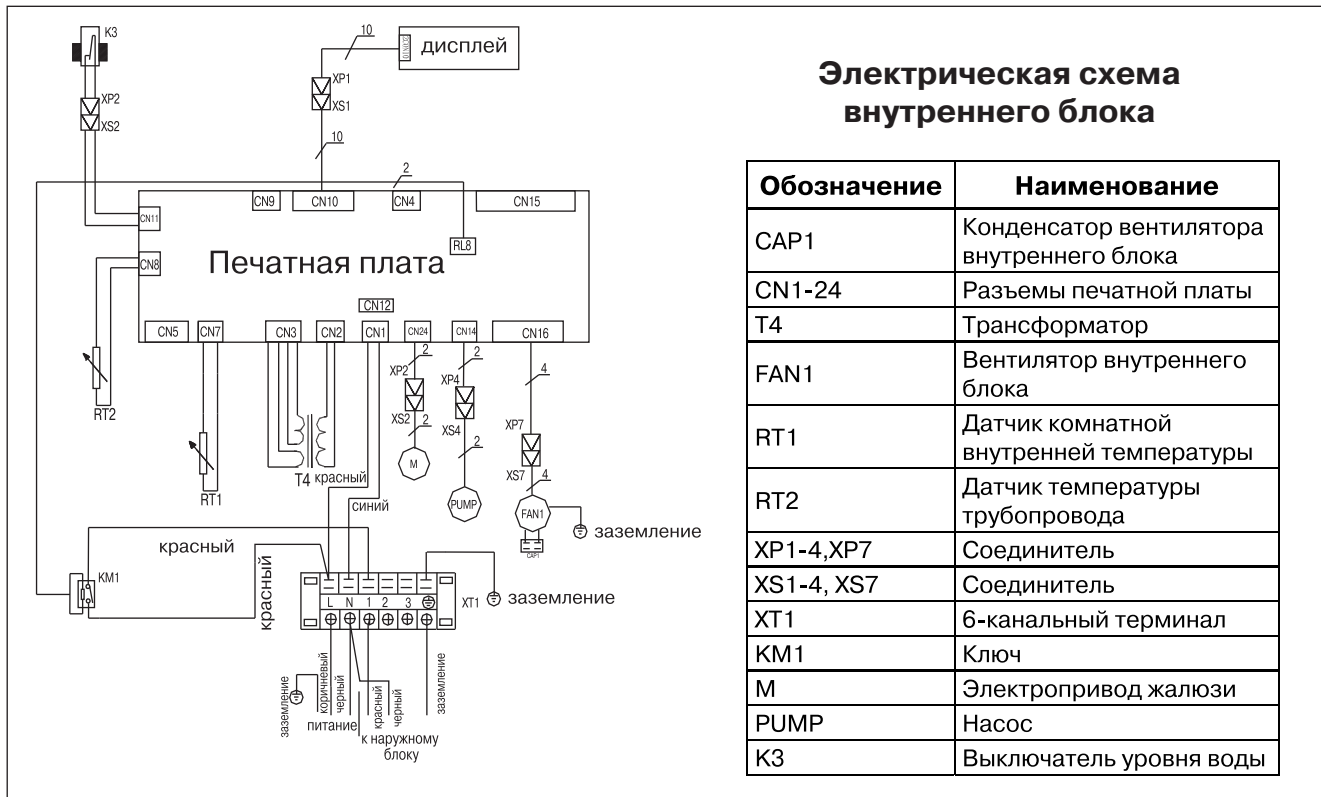 K3
10
дисплей
XP1
XS1
XP2
XS2
10
2
CN9
CN10
CN4
CN15
CN11
RL8
CN8
Печатная плата
CN12
CN5
CN7
CN3
CN2
CN1
CN24
CN14
CN16
2
2
4
XP2
XP4
XS2
XS4
XP7
2
2
XS7
4
RT2
RT1
T4
красный
синий
M
PUMP
FAN1
CAP1
заземление
красный
KM1
красный
L N 1 2 3
XT1
заземление
заземление
коричневый
черный
красный
черный
заземление
питание
к наружному
блоку
Электрическая схема
внутреннего блока
Обозначение Наименование
CAP1 Конденсатор вентилятора
внутреннего блока
CN1-24 Разъемы печатной платы
T4 Трансформатор
FAN1 Вентилятор внутреннего
блока
RT1 Датчик комнатной
внутренней температуры
RT2 Датчик температуры
трубопровода
XP1-4,XP7 Соединитель
XS1-4, XS7 Соединитель
XT1 6-канальный терминал
KM1 Ключ
M Электропривод жалюзи
PUMP Насос
K3 Выключатель уровня воды